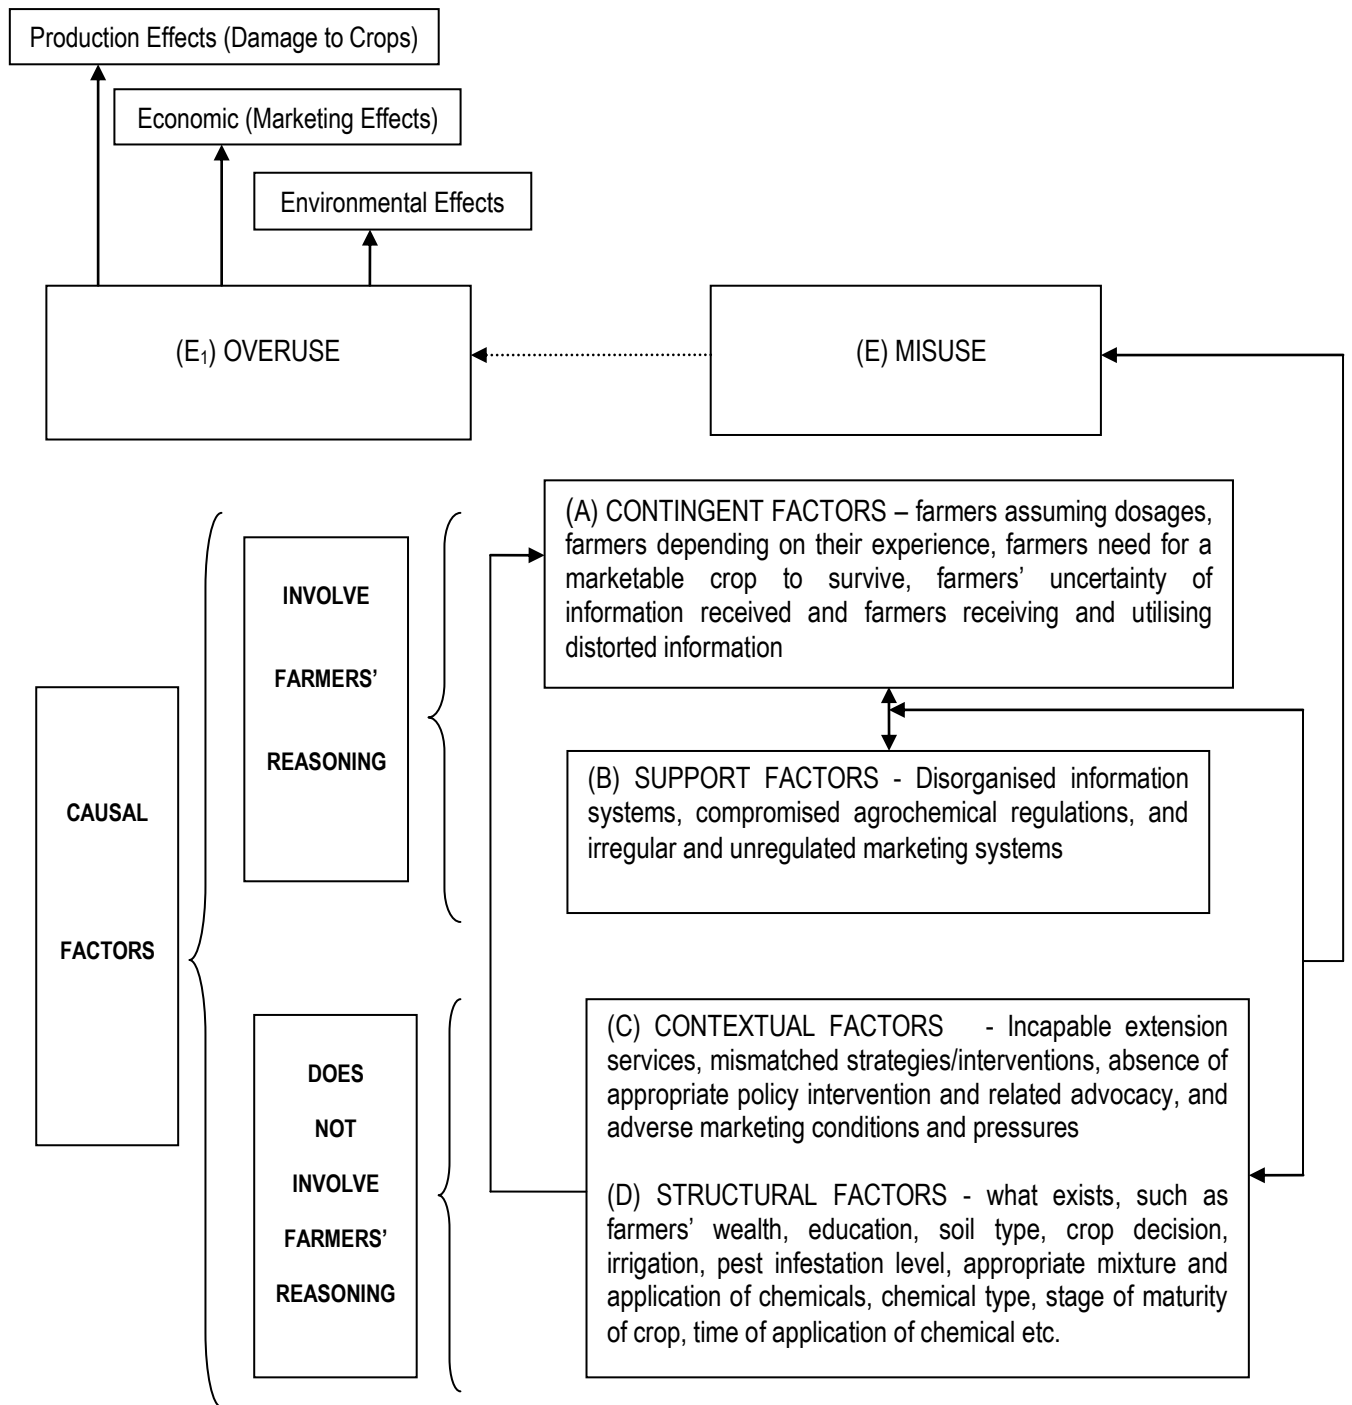 Production Effects (Damage to Crops)
Economic (Marketing Effects)
Environmental Effects
(E₁) OVERUSE
(E) MISUSE
CAUSAL
FACTORS
INVOLVE
FARMERS’
REASONING
(A) CONTINGENT FACTORS – farmers assuming dosages,
farmers depending on their experience, farmers need for a
marketable crop to survive, farmers’ uncertainty of
information received and farmers receiving and utilising
distorted information
(B) SUPPORT FACTORS - Disorganised information
systems, compromised agrochemical regulations, and
irregular and unregulated marketing systems
DOES
NOT
INVOLVE
FARMERS’
REASONING
(C) CONTEXTUAL FACTORS - Incapable extension
services, mismatched strategies/interventions, absence of
appropriate policy intervention and related advocacy, and
adverse marketing conditions and pressures
(D) STRUCTURAL FACTORS - what exists, such as
farmers’ wealth, education, soil type, crop decision,
irrigation, pest infestation level, appropriate mixture and
application of chemicals, chemical type, stage of maturity
of crop, time of application of chemical etc.